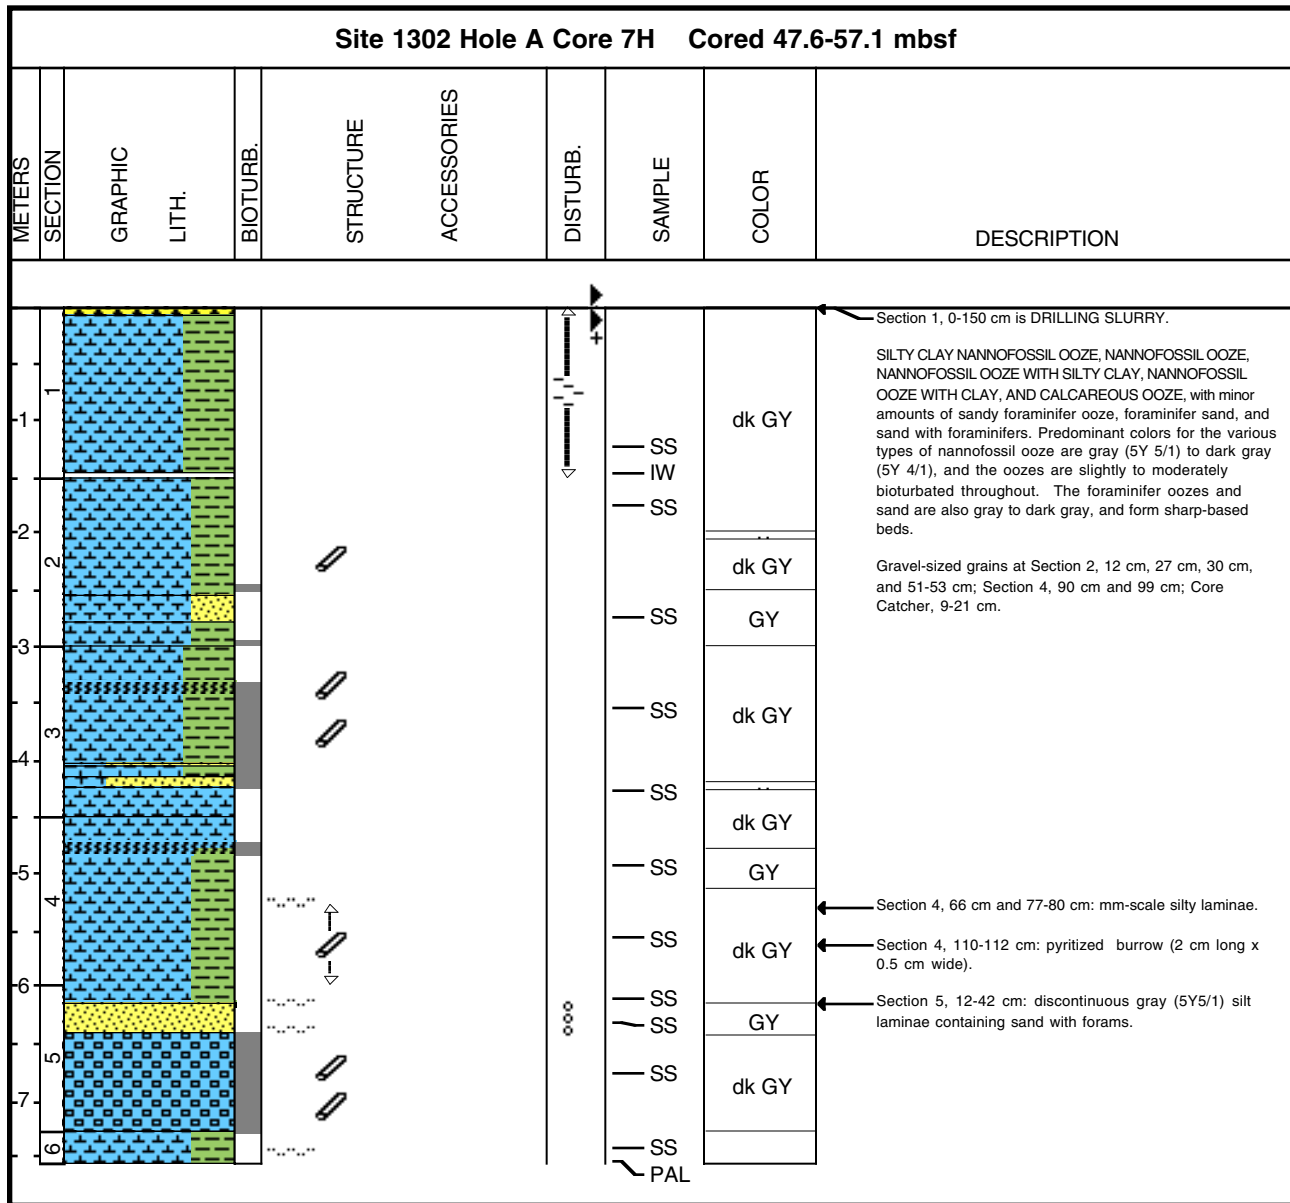 Site 1302 Hole A Core 7H Cored 47.6-57.1 mbsf
METERS
SECTION
GRAPHIC
LITH.
BIOTURB.
STRUCTURE
ACCESSORIES
DISTURB.
SAMPLE
COLOR
DESCRIPTION
1
2
3
4
5
6
7
1
2
3
4
5
6
SS
IW
SS
SS
SS
SS
SS
SS
SS
SS
SS
SS
PAL
dk GY
dk GY
GY
dk GY
dk GY
GY
dk GY
GY
dk GY
Section 1, 0-150 cm is DRILLING SLURRY.
SILTY CLAY NANNOFOSSIL OOZE, NANNOFOSSIL OOZE,
NANNOFOSSIL OOZE WITH SILTY CLAY, NANNOFOSSIL
OOZE WITH CLAY, AND CALCAREOUS OOZE, with minor
amounts of sandy foraminifer ooze, foraminifer sand, and
sand with foraminifers. Predominant colors for the various
types of nannofossil ooze are gray (5Y 5/1) to dark gray
(5Y 4/1), and the oozes are slightly to moderately
bioturbated throughout. The foraminifer oozes and
sand are also gray to dark gray, and form sharp-based
beds.
Gravel-sized grains at Section 2, 12 cm, 27 cm, 30 cm,
and 51-53 cm; Section 4, 90 cm and 99 cm; Core
Catcher, 9-21 cm.
Section 4, 66 cm and 77-80 cm: mm-scale silty laminae.
Section 4, 110-112 cm: pyritized burrow (2 cm long x
0.5 cm wide).
Section 5, 12-42 cm: discontinuous gray (5Y5/1) silt
laminae containing sand with forams.